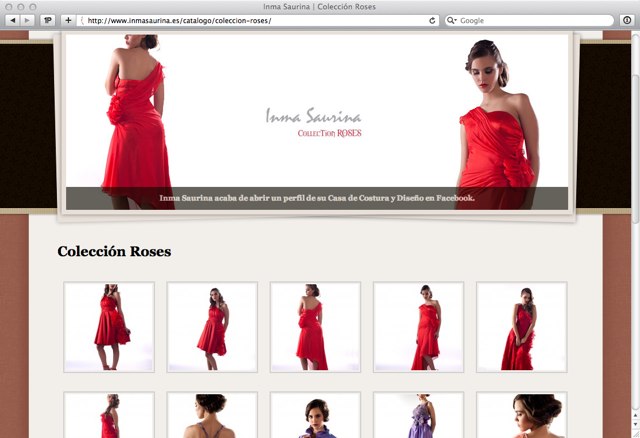 Inma Saurina | Colección Roses
http://www.inmasaurina.es/catalogo/coleccion-roses/
Google
Inma Saurina
CollecTion ROSES
Inma Saurina acaba de abrir un perfil de su Casa de Costura y Diseño en Facebook.
Colección Roses